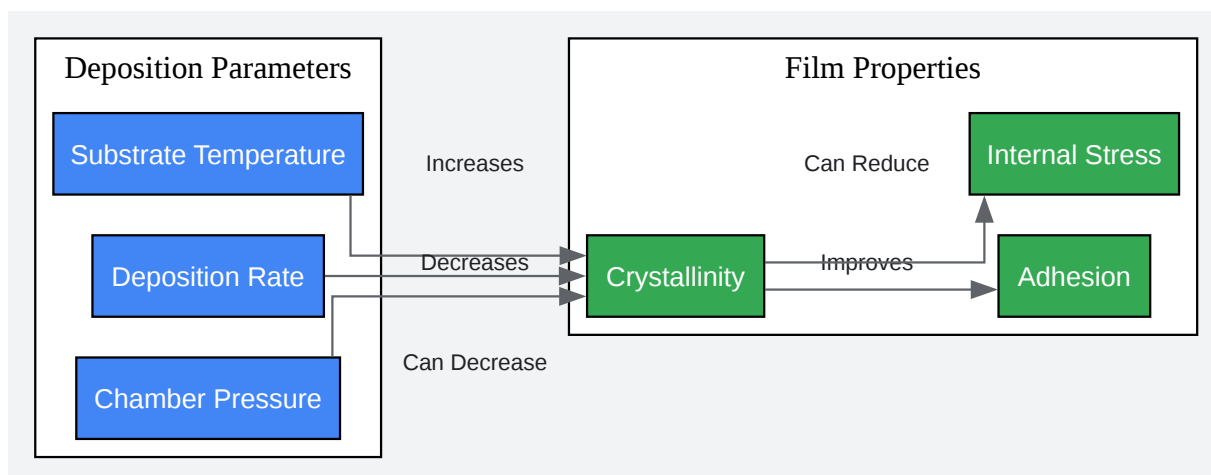 Deposition Parameters
Substrate Temperature
Deposition Rate
Chamber Pressure
Increases
Decreases
Can Decrease
Film Properties
Crystallinity
Can Reduce
Improves
Internal Stress
Adhesion